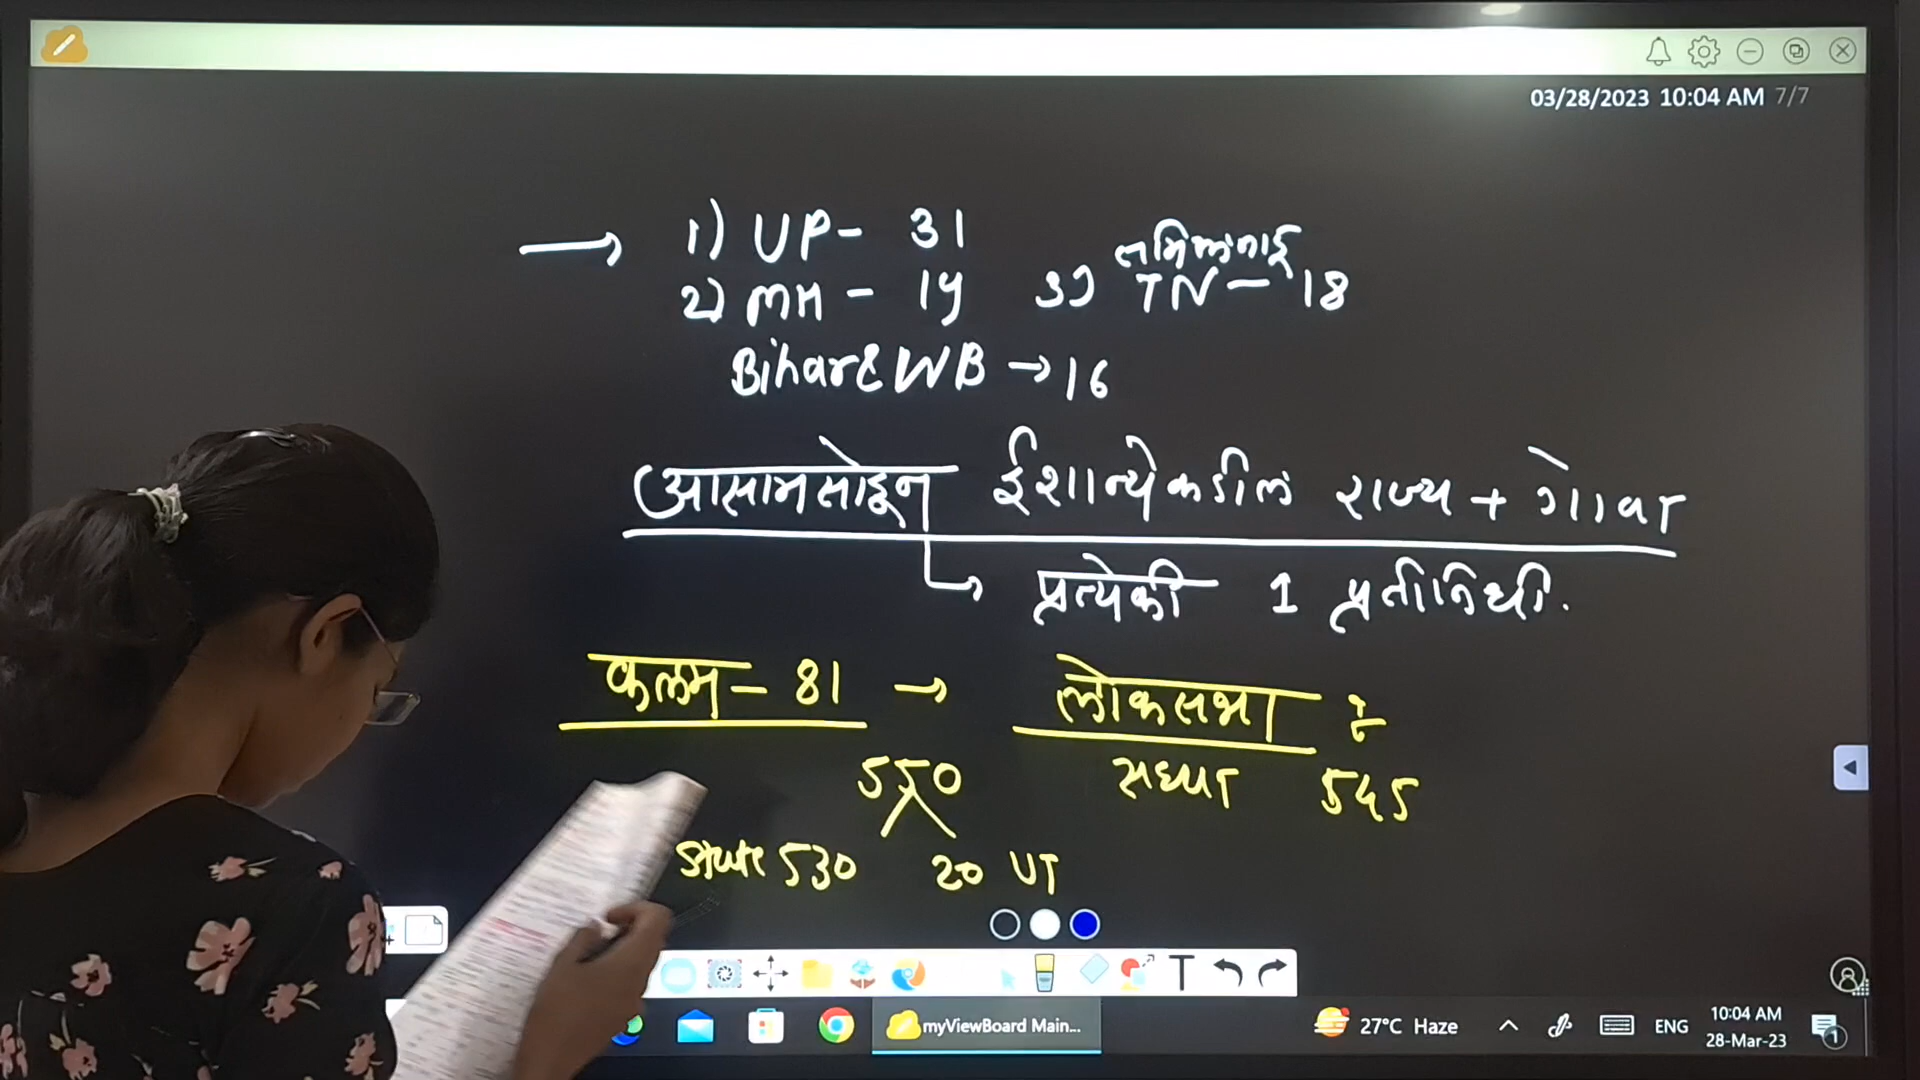 03/28/2023 10:04 AM 7/7
1) UP - 31
तमिलनाडू
2) MH - 19 3) TN - 18
Bihar & WB → 16
आसाम सोडून ईशान्येकडील राज्य + गोवा
→ प्रत्येकी 1 प्रतीनिधी.
कलम - 81 → लोकसभा :-
550 सध्या 545
State 530 20 UT
T
myViewBoard Main...
27°C Haze
ENG
10:04 AM
28-Mar-23
1